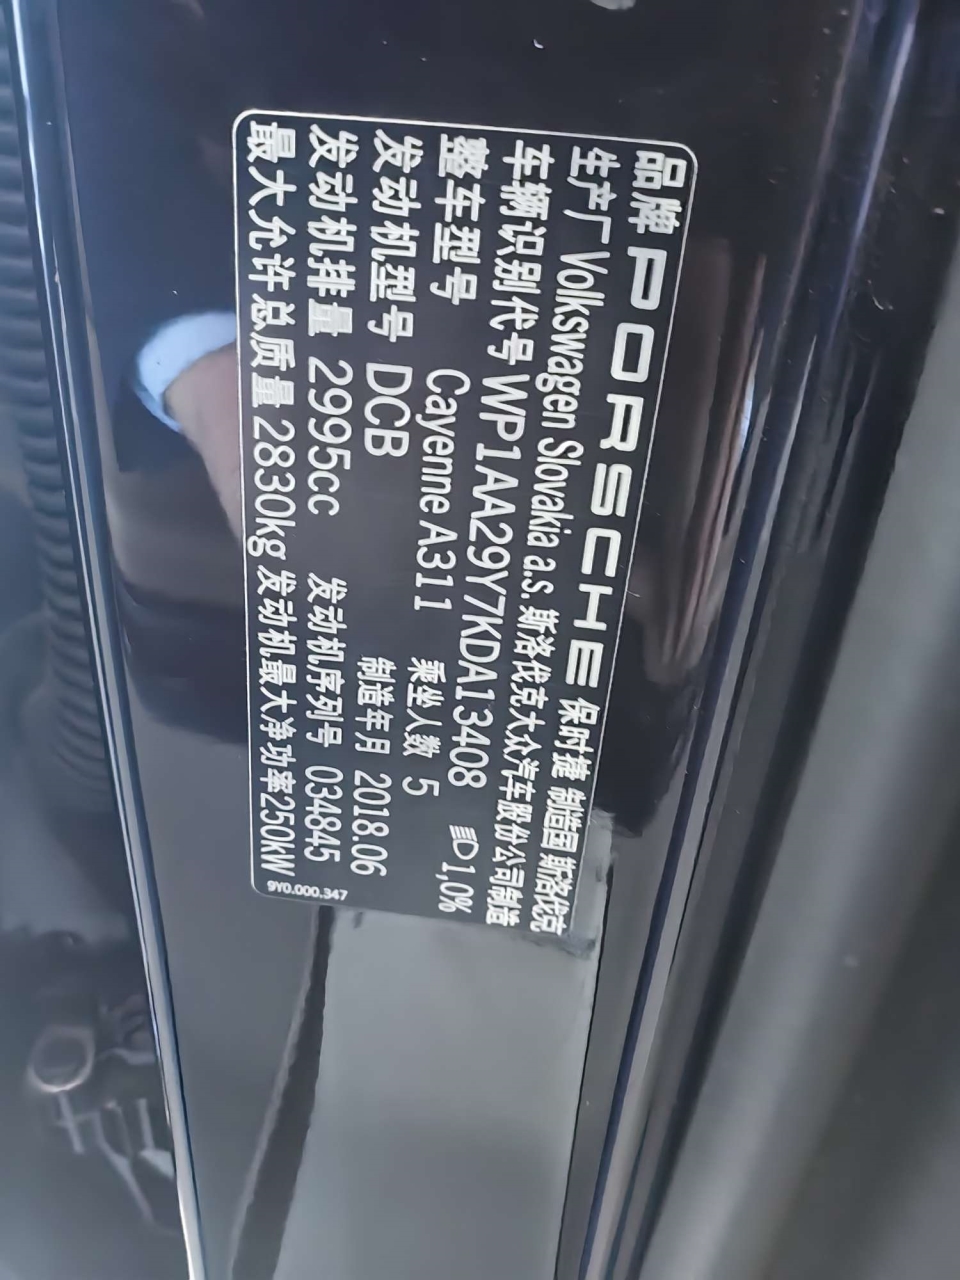 品牌 PORSCHE 保时捷 制造国 斯洛伐克
生产厂 Volkswagen Slovakia a.s. 斯洛伐克大众汽车股份公司制造
车辆识别代号 WP1AA29Y7KDA13408 1,0%
整车型号 Cayenne A311 乘坐人数 5
发动机型号 DCB 制造年月 2018.06
发动机排量 2995cc 发动机序列号 034845
最大允许总质量 2830kg 发动机最大净功率250kW
9Y0.000.347